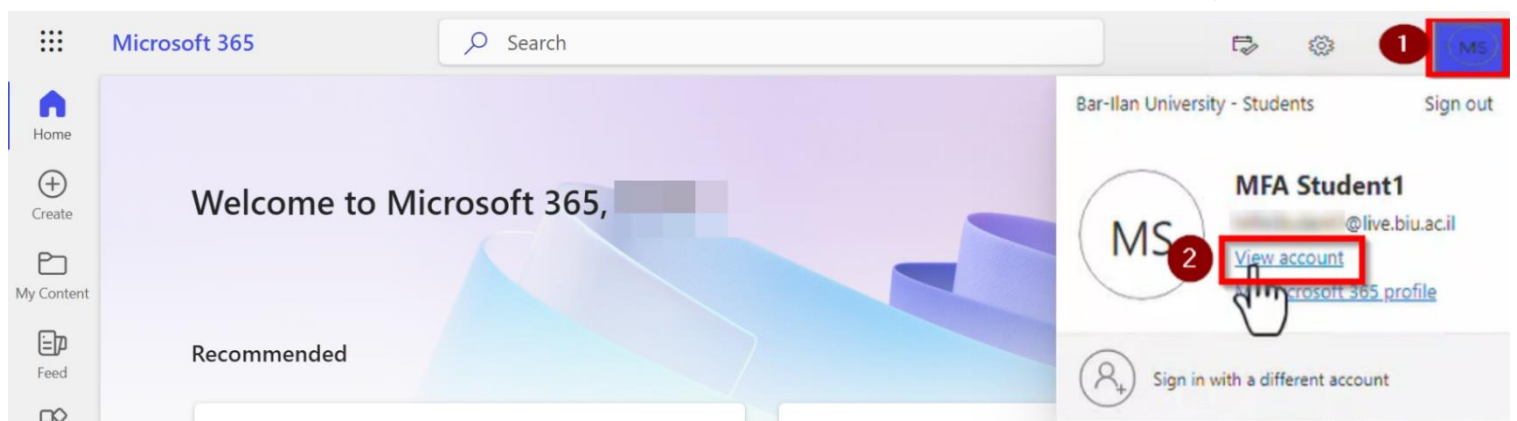 Microsoft 365
Search
1
MS
Home
Create
My Content
Feed
Welcome to Microsoft 365,
Recommended
Bar-Ilan University - Students
Sign out
MS
MFA Student1
@live.biu.ac.il
2
View account
365 profile
Sign in with a different account